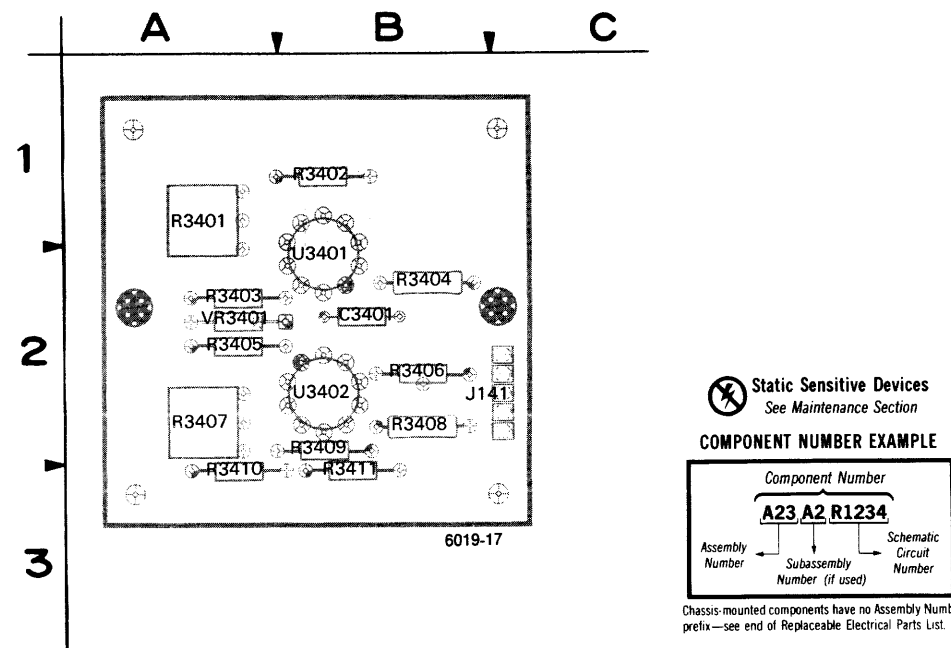 A B C
1
R3402
R3401
U3401
R3404
R3403
VR3401
C3401
2
R3405
R3406
U3402
J141
R3407
R3408
R3409
R3410 R3411
6019-17
3
Static Sensitive Devices
See Maintenance Section
COMPONENT NUMBER EXAMPLE
Component Number
A23 A2 R1234
Assembly
Number
Subassembly
Number (if used)
Schematic
Circuit
Number
Chassis-mounted components have no Assembly Numb
prefix—see end of Replaceable Electrical Parts List.